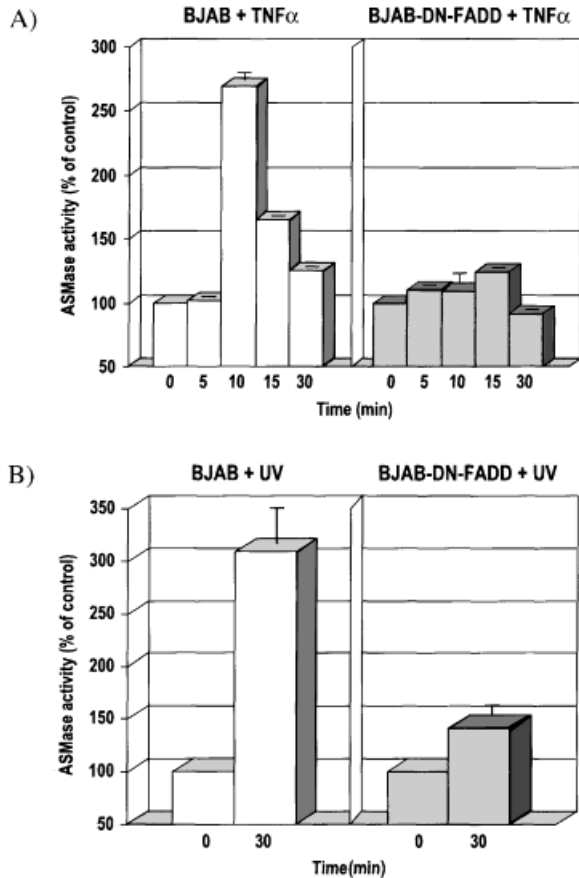 A)
BJAB + TNFα BJAB-DN-FADD + TNFα
ASMase activity (% of control)
300
250
200
150
100
50
0 5 10 15 30 0 5 10 15 30
Time (min)
B)
BJAB + UV BJAB-DN-FADD + UV
ASMase activity (% of control)
350
300
250
200
150
100
50
0 30 0 30
Time(min)